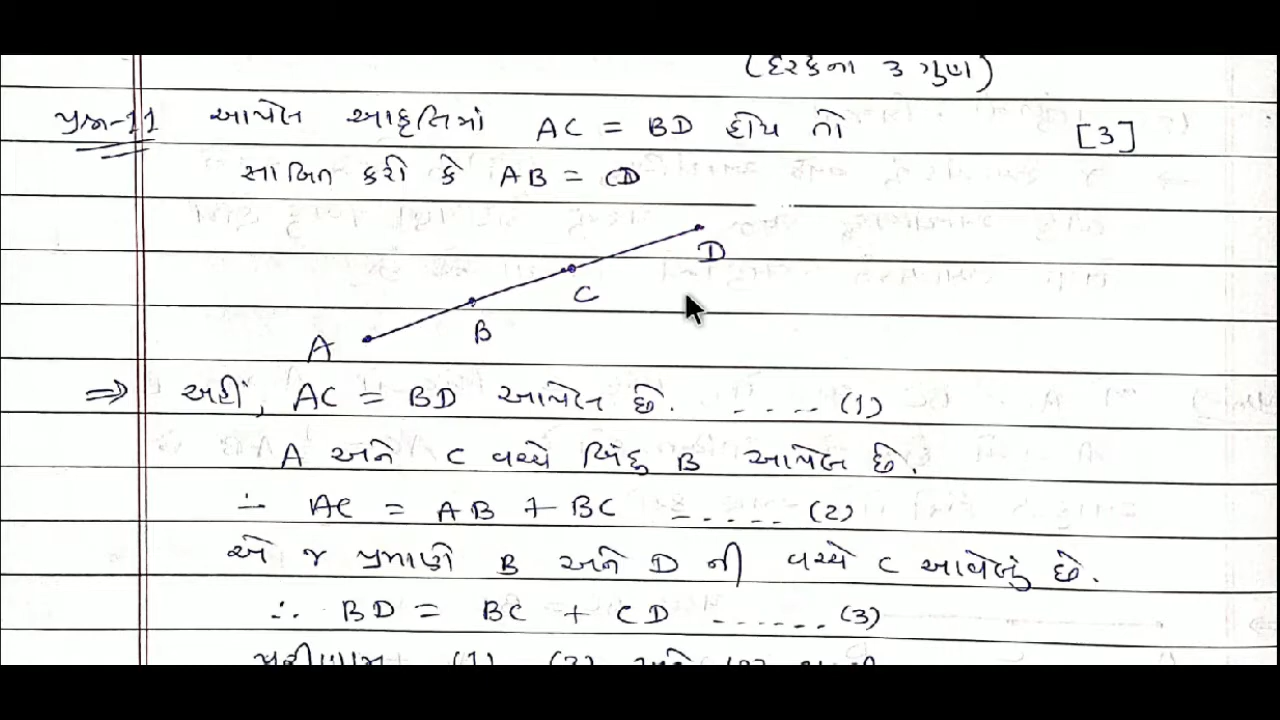 (દરેકના ૩ ગુણ)
પ્રશ્ન-11 આપેલ આકૃતિમાં AC = BD હોય તો [3]
સાબિત કરો કે AB = CD
D
C
B
A
⇒ અહીં, AC = BD આપેલ છે. ..... (1)
A અને C વચ્ચે બિંદુ B આવેલ છે.
∴ AC = AB + BC ...... (2)
એ જ પ્રમાણે B અને D ની વચ્ચે C આવેલું છે.
∴ BD = BC + CD ...... (3)